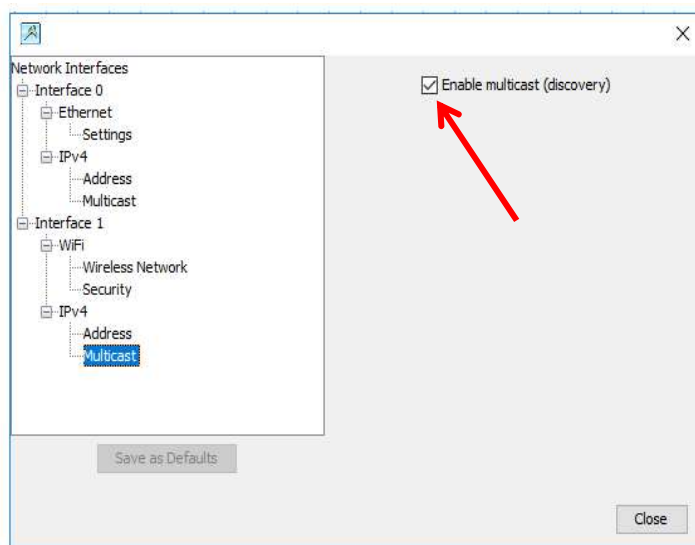 Network Interfaces
Interface 0
Ethernet
Settings
IPv4
Address
Multicast
Interface 1
WiFi
Wireless Network
Security
IPv4
Address
Multicast
Enable multicast (discovery)
Save as Defaults
Close